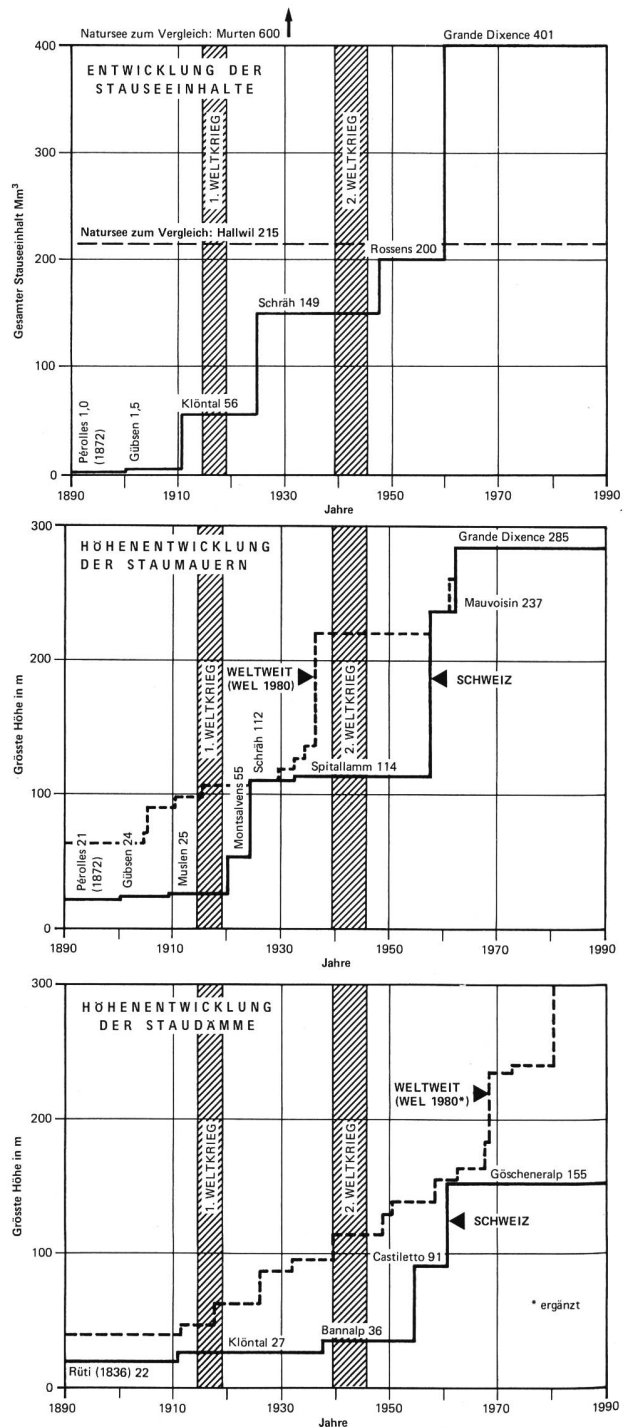 Natursee zum Vergleich: Murten 600
Grande Dixence 401
400
ENTWICKLUNG DER
STAUSEEINHALTE
1. WELTKRIEG
2. WELTKRIEG
300
Natursee zum Vergleich: Hallwil 215
Rossens 200
200
Schräh 149
100
Klöntal 56
Pérolles 1,0
(1872)
Gübsen 1,5
0
Gesamter Stauseeinhalt Mm³
1890 1910 1930 1950 1970 1990
Jahre
300
HÖHENENTWICKLUNG
DER STAUMAUERN
Grande Dixence 285
Mauvoisin 237
200
1. WELTKRIEG
WELTWEIT
(WEL 1980)
2. WELTKRIEG
SCHWEIZ
Schräh 112
Spitallamm 114
100
Montsalvens 55
Pérolles 21
(1872)
Gübsen 24
Muslen 25
0
Grösste Höhe in m
1890 1910 1930 1950 1970 1990
Jahre
300
HÖHENENTWICKLUNG
DER STAUDÄMME
WELTWEIT
(WEL 1980*)
200
1. WELTKRIEG
2. WELTKRIEG
Göscheneralp 155
SCHWEIZ
100
Castiletto 91
* ergänzt
Bannalp 36
Klöntal 27
Rüti (1836) 22
0
Grösste Höhe in m
1890 1910 1930 1950 1970 1990
Jahre